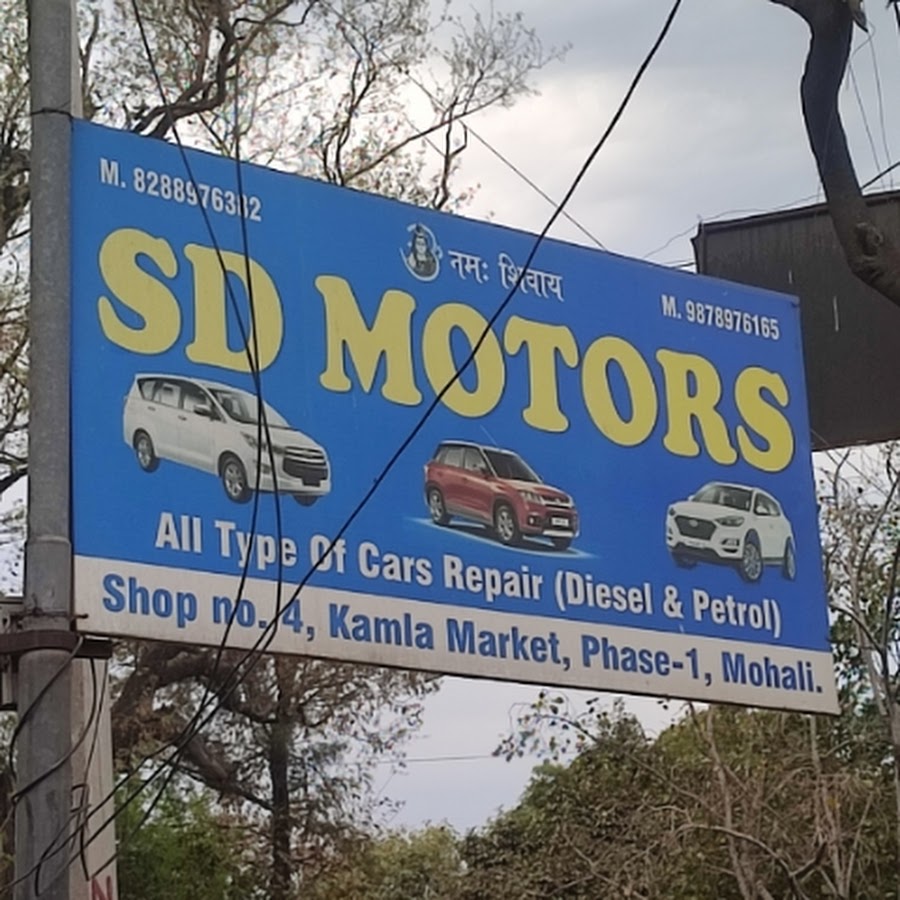 M. 8288976382
नमः शिवाय
M. 9878976165
SD MOTORS
All Type Of Cars Repair (Diesel & Petrol)
Shop no. 4, Kamla Market, Phase-1, Mohali.
N